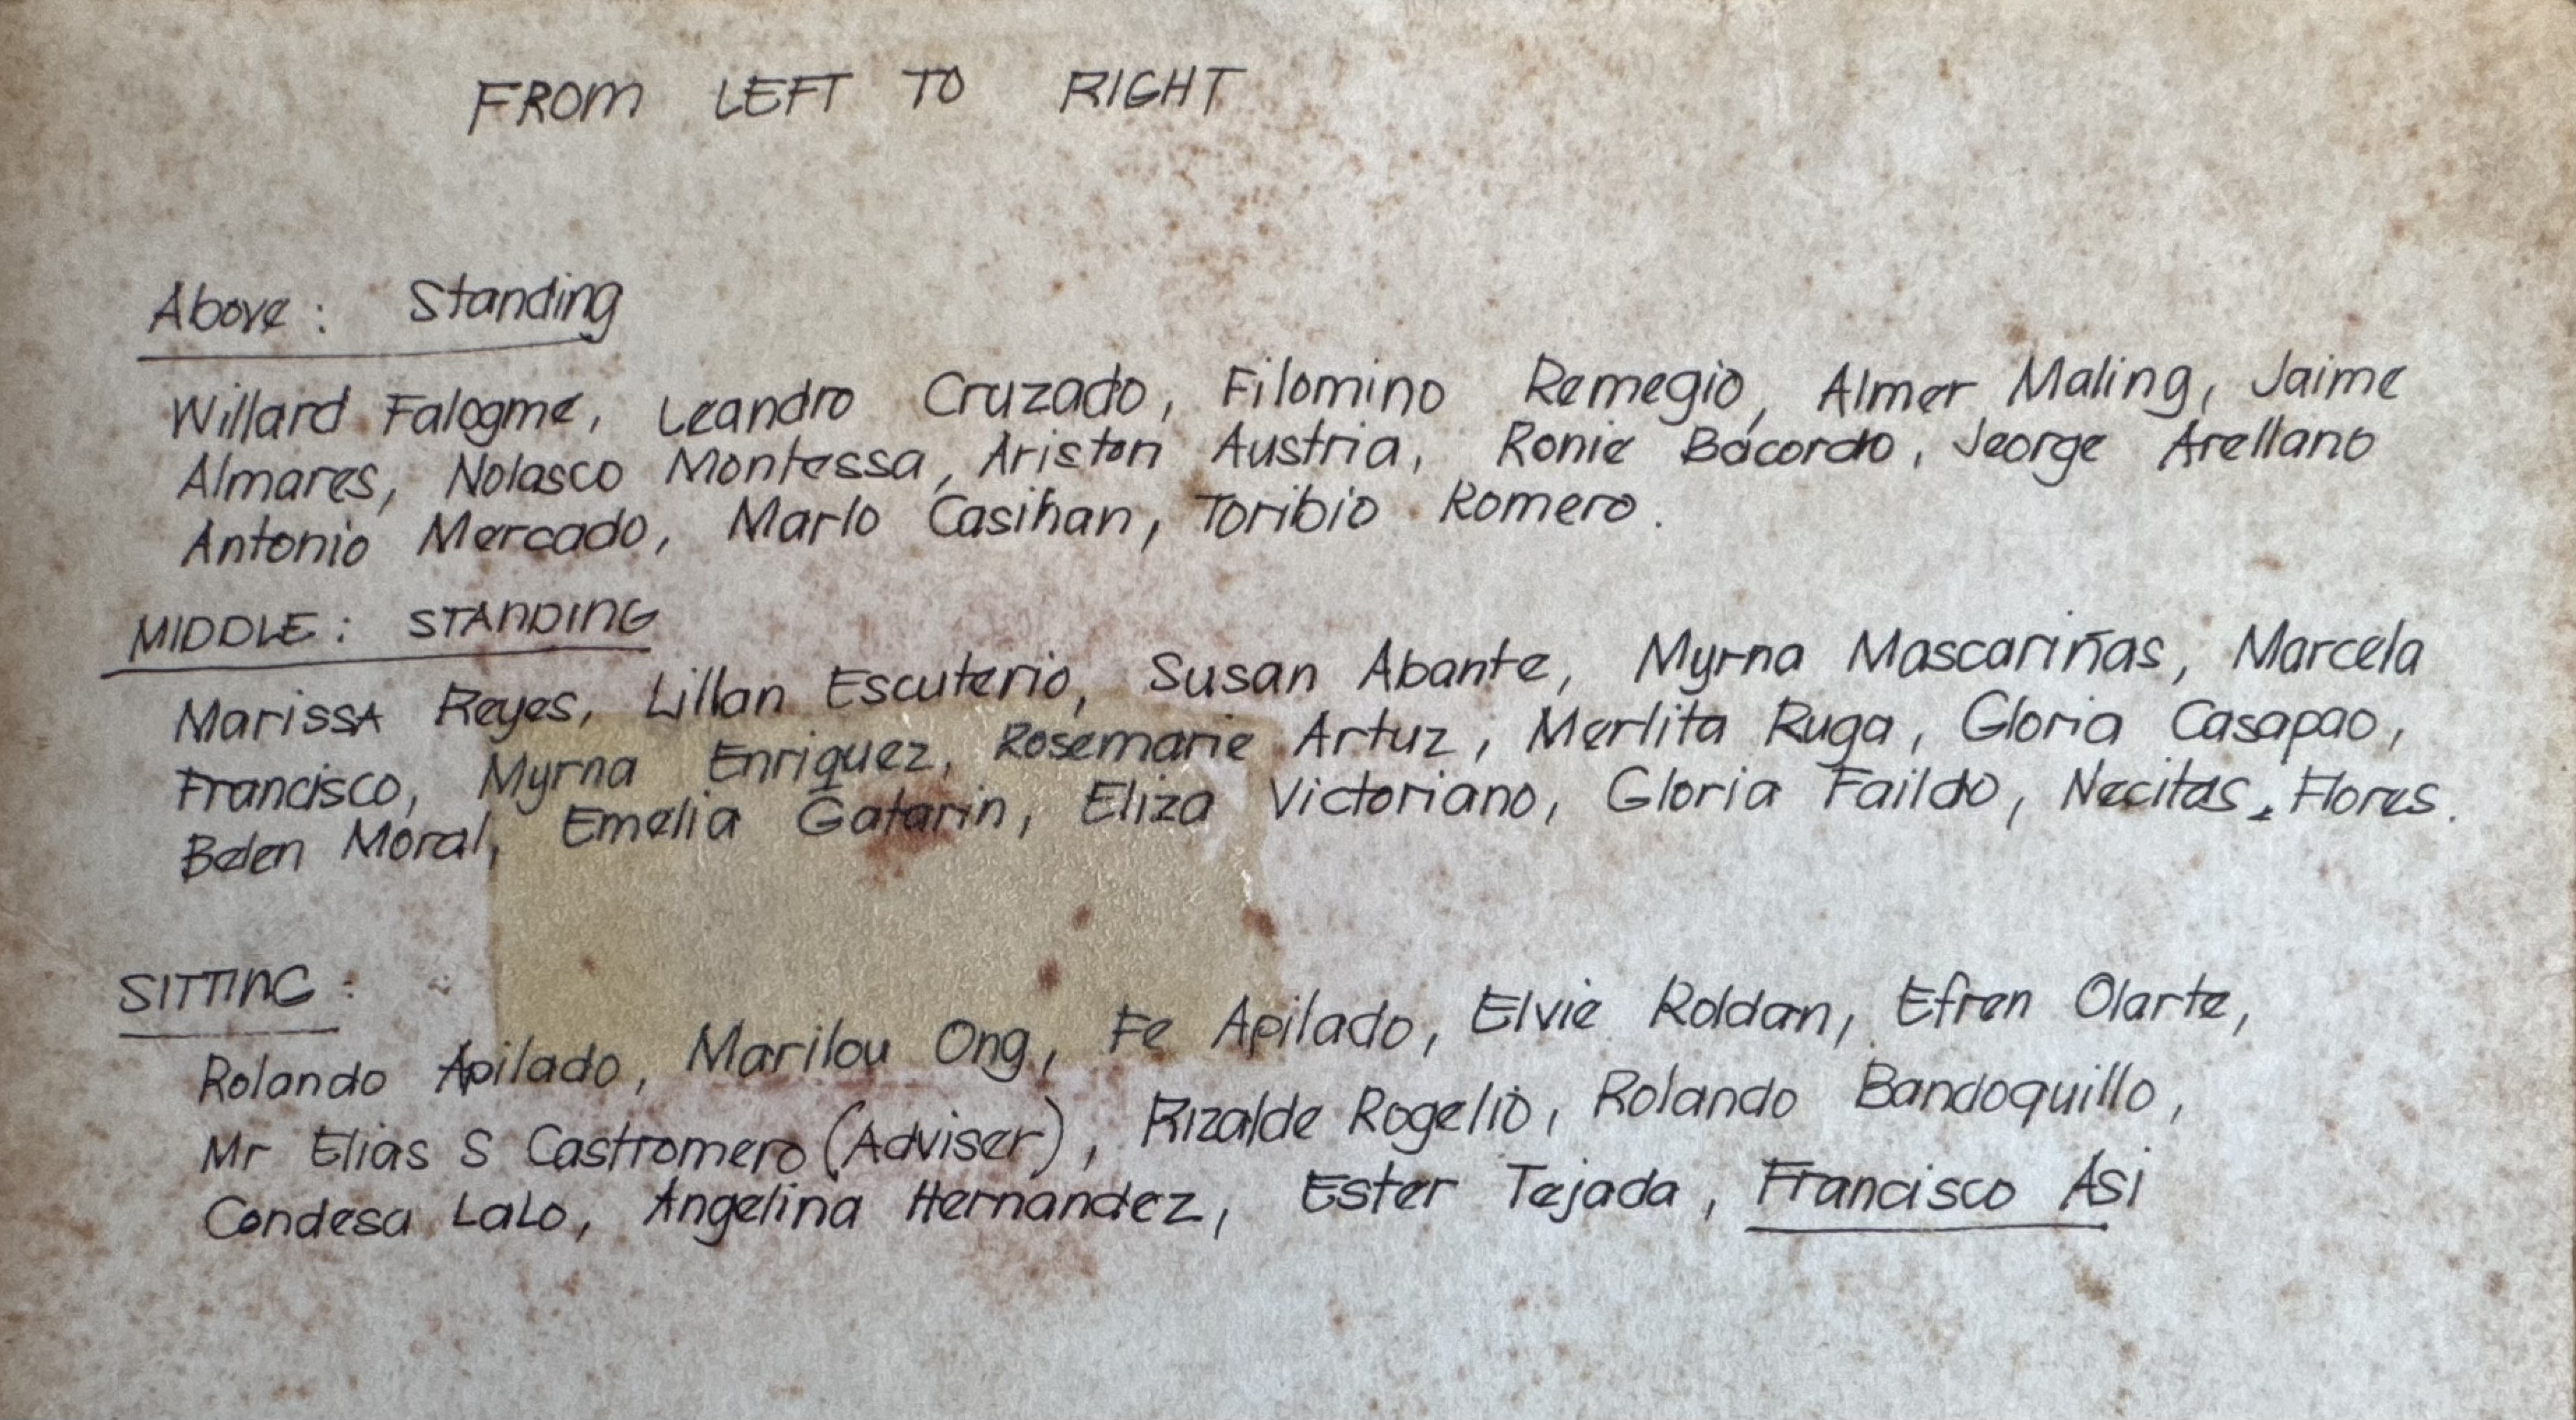 FROM LEFT TO RIGHT
Above: Standing
Willard Falogme, Leandro Cruzado, Filomino Remegio, Almer Maling, Jaime
Almares, Nolasco Montessa, Ariston Austria, Ronie Bacordo, Jeorge Arellano
Antonio Mercado, Marlo Casihan, Toribio Romero.
MIDDLE: STANDING
Marissa Reyes, Lillan Escuterio, Susan Abante, Myrna Mascariñas, Marcela
Francisco, Myrna Enriquez, Rosemarie Artuz, Merlita Ruga, Gloria Casapao,
Belen Moral, Emelia Gatarin, Eliza Victoriano, Gloria Faildo, Necitas, Flores.
SITTING:
Rolando Apilado, Marilou Ong, Fe Apilado, Elvie Roldan, Efren Olarte,
Mr Elias S Castromero (Adviser), Rizalde Rogelio, Rolando Bandoquillo,
Condesa LaLo, Angelina Hernandez, Ester Tejada, Francisco Asi